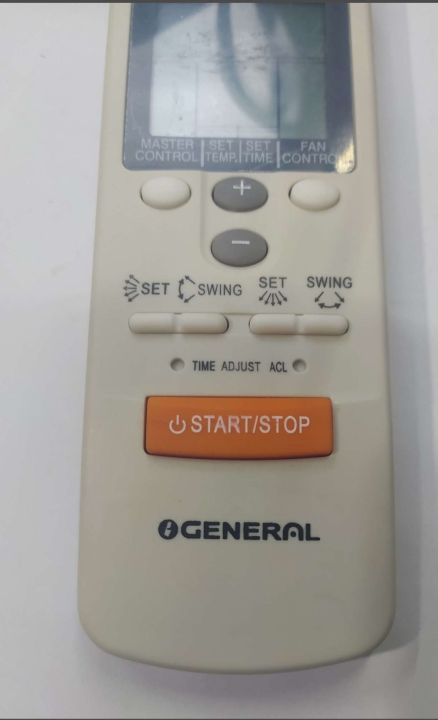 MASTER CONTROL SET TEMP. SET TIME FAN CONTROL
+
−
SET SWING SET SWING
TIME ADJUST ACL
START/STOP
GENERAL